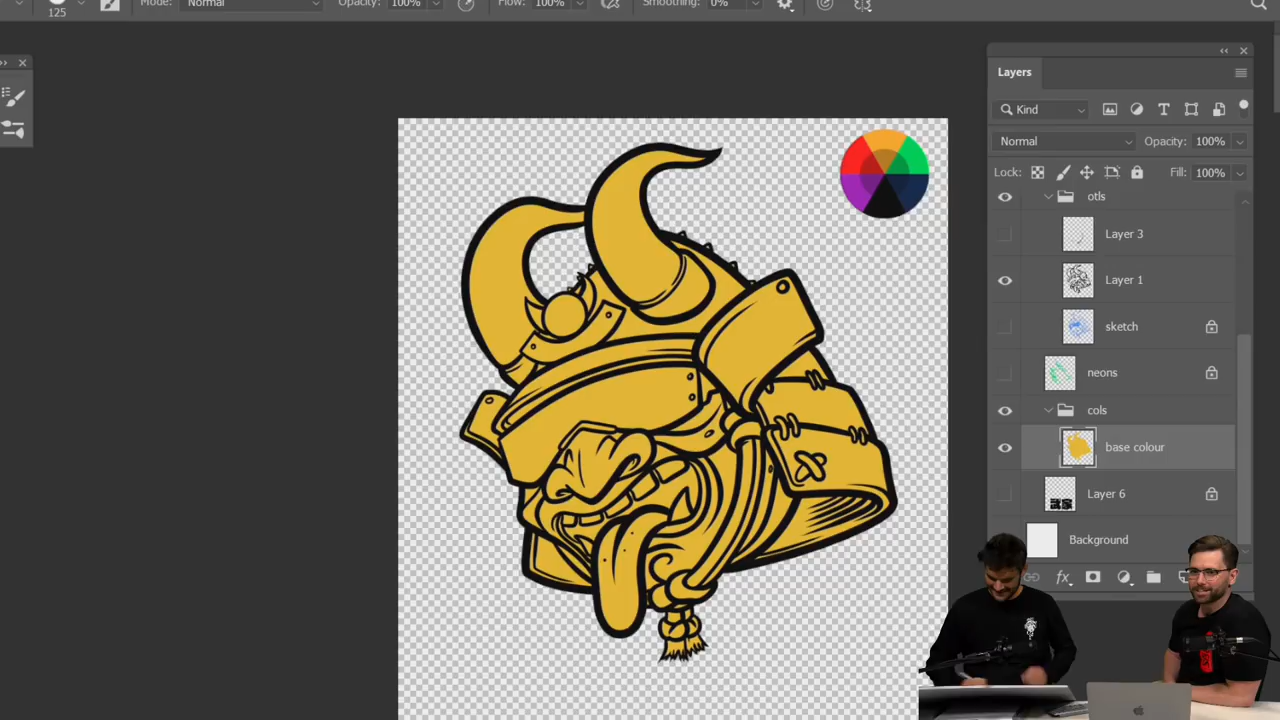 125 Mode: Normal Opacity: 100% Flow: 100% Smoothing: 0%
Layers
Kind
Normal Opacity: 100%
Lock: Fill: 100%
otls
Layer 3
Layer 1
sketch
neons
cols
base colour
Layer 6
Background
fx